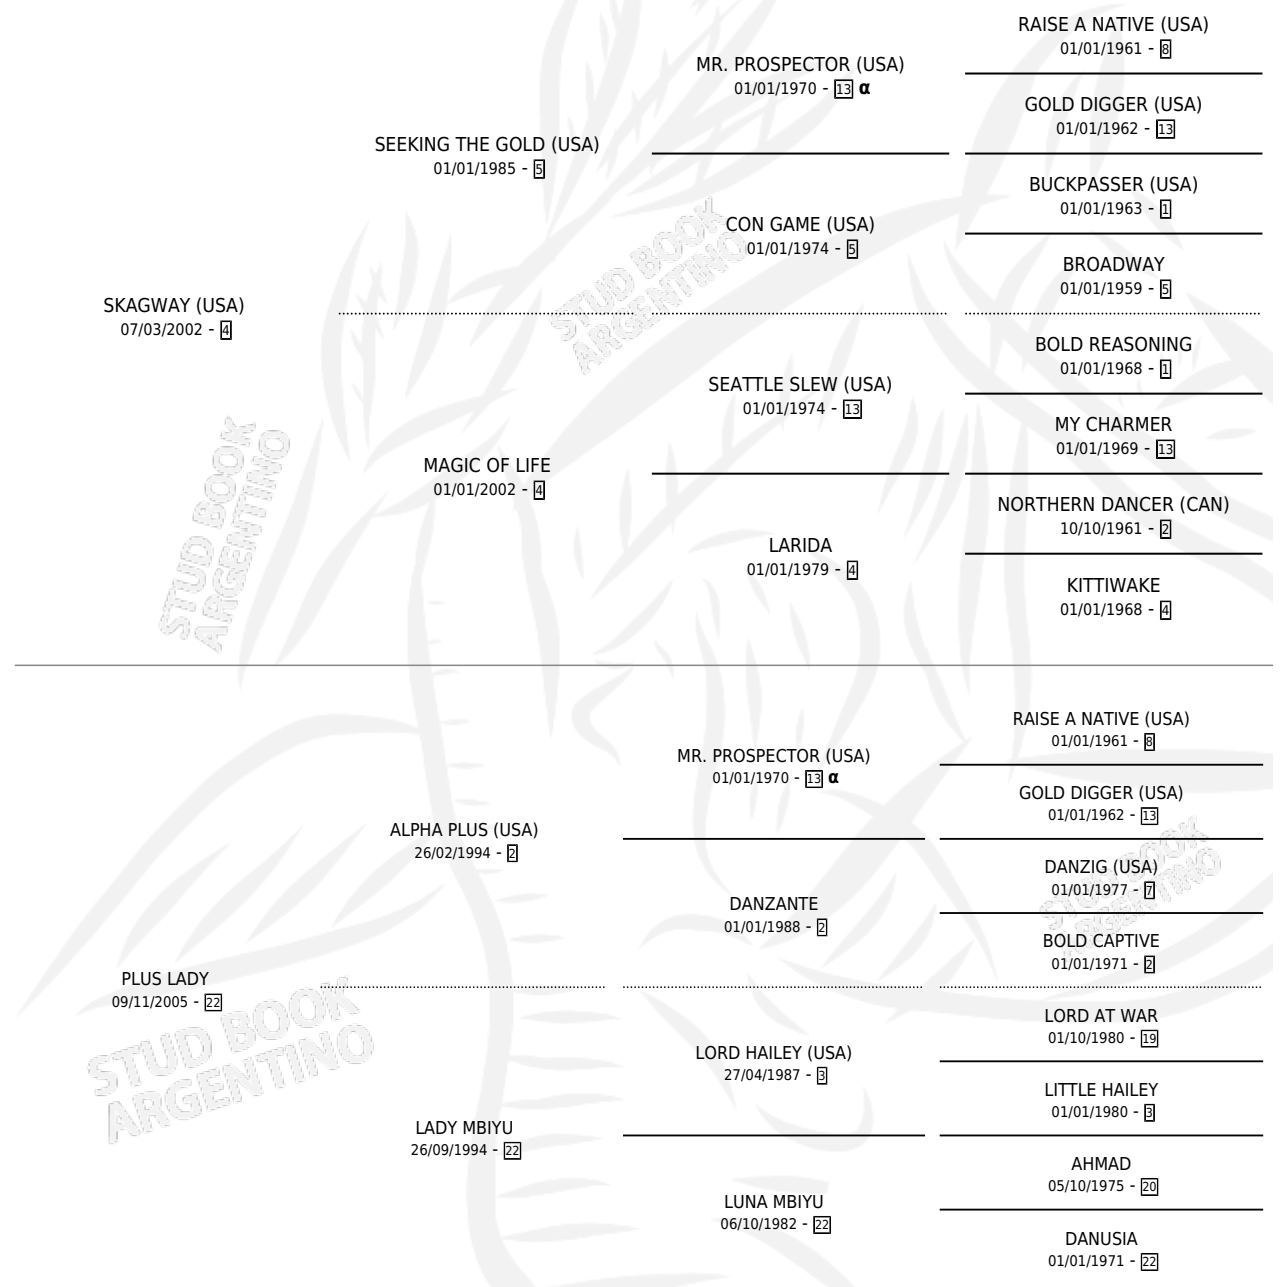 RAISE A NATIVE (USA)
01/01/1961 - 8
MR. PROSPECTOR (USA)
01/01/1970 - 13 α
GOLD DIGGER (USA)
01/01/1962 - 13
SEEKING THE GOLD (USA)
01/01/1985 - 5
BUCKPASSER (USA)
01/01/1963 - 1
CON GAME (USA)
01/01/1974 - 5
BROADWAY
01/01/1959 - 5
SKAGWAY (USA)
07/03/2002 - 4
BOLD REASONING
01/01/1968 - 1
SEATTLE SLEW (USA)
01/01/1974 - 13
MY CHARMER
01/01/1969 - 13
MAGIC OF LIFE
01/01/2002 - 4
NORTHERN DANCER (CAN)
10/10/1961 - 2
LARIDA
01/01/1979 - 4
KITTIWAKE
01/01/1968 - 4
STUD BOOK
ARGENTINO
STUD BOOK
ARGENTINO
RAISE A NATIVE (USA)
01/01/1961 - 8
MR. PROSPECTOR (USA)
01/01/1970 - 13 α
GOLD DIGGER (USA)
01/01/1962 - 13
ALPHA PLUS (USA)
26/02/1994 - 2
DANZIG (USA)
01/01/1977 - 7
DANZANTE
01/01/1988 - 2
BOLD CAPTIVE
01/01/1971 - 2
PLUS LADY
09/11/2005 - 22
LORD AT WAR
01/10/1980 - 19
LORD HAILEY (USA)
27/04/1987 - 3
LITTLE HAILEY
01/01/1980 - 3
LADY MBIYU
26/09/1994 - 22
AHMAD
05/10/1975 - 20
LUNA MBIYU
06/10/1982 - 22
DANUSIA
01/01/1971 - 22
STUD BOOK
ARGENTINO
STUD BOOK
ARGENTINO